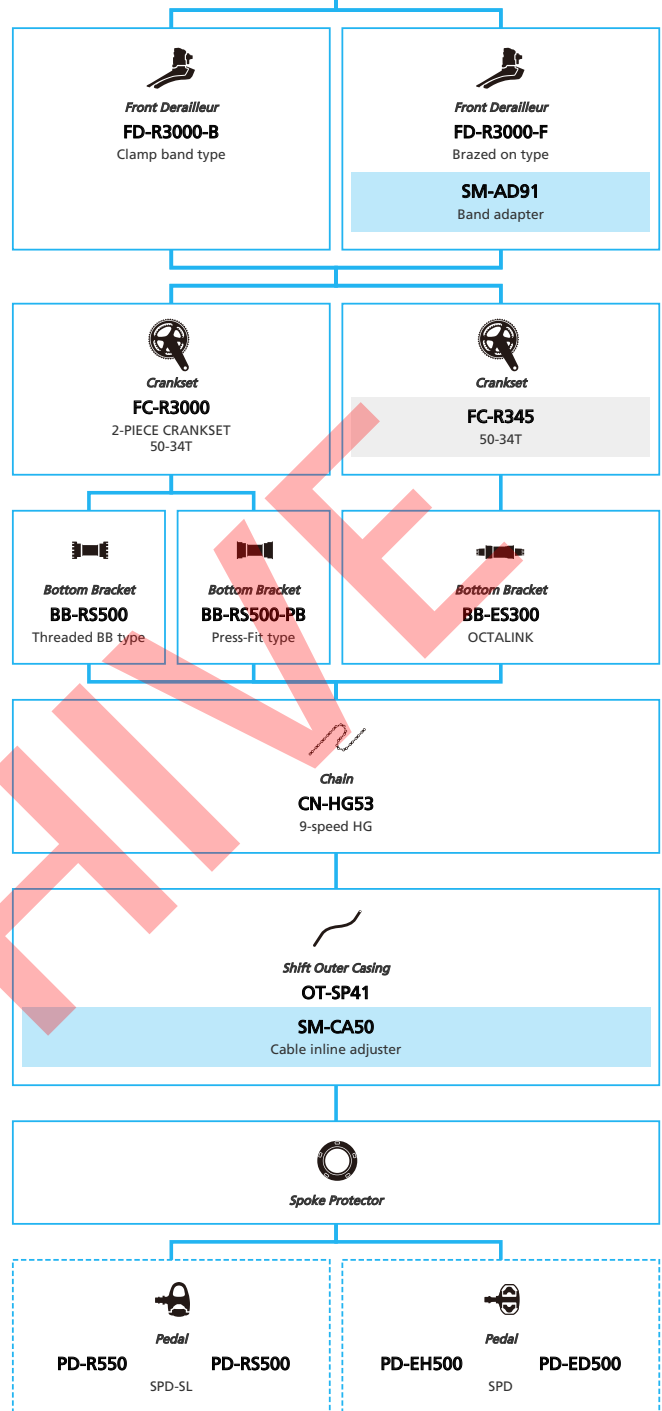 Front Derailleur
FD-R3000-B
Clamp band type
Front Derailleur
FD-R3000-F
Brazed on type
SM-AD91
Band adapter
Crankset
FC-R3000
2-PIECE CRANKSET
50-34T
Crankset
FC-R345
50-34T
Bottom Bracket
BB-RS500
Threaded BB type
Bottom Bracket
BB-RS500-PB
Press-Fit type
Bottom Bracket
BB-ES300
OCTALINK
Chain
CN-HG53
9-speed HG
Shift Outer Casing
OT-SP41
SM-CA50
Cable inline adjuster
Spoke Protector
Pedal
PD-R550 PD-RS500
SPD-SL
Pedal
PD-EH500 PD-ED500
SPD
HIVE